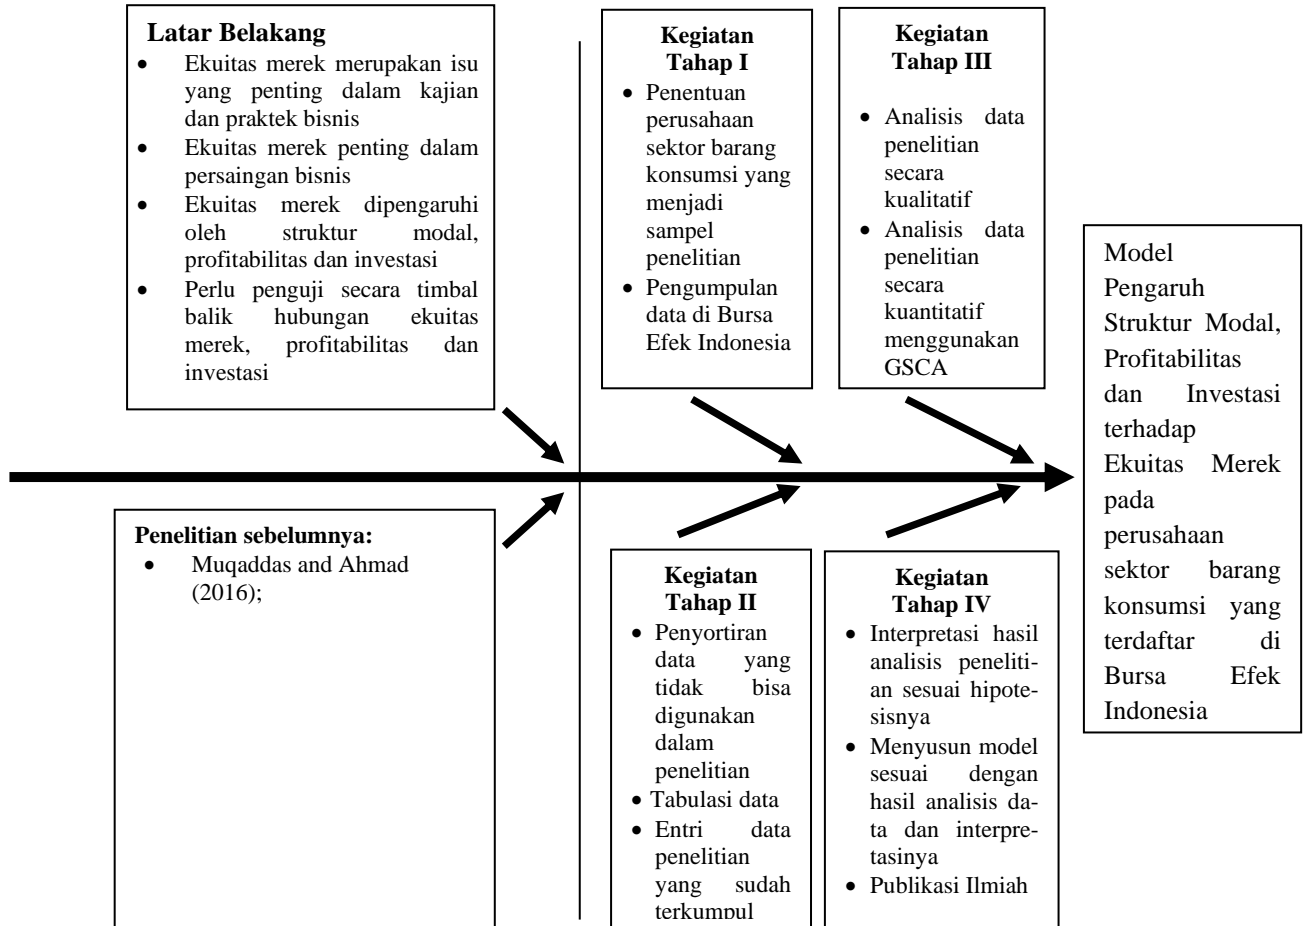 Latar Belakang
• Ekuitas merek merupakan isu
yang penting dalam kajian
dan praktek bisnis
• Ekuitas merek penting dalam
persaingan bisnis
• Ekuitas merek dipengaruhi
oleh struktur modal,
profitabilitas dan investasi
• Perlu penguji secara timbal
balik hubungan ekuitas
merek, profitabilitas dan
investasi
Penelitian sebelumnya:
• Muqaddas and Ahmad
(2016);
Kegiatan
Tahap I
• Penentuan
perusahaan
sektor barang
konsumsi yang
menjadi
sampel
penelitian
• Pengumpulan
data di Bursa
Efek Indonesia
Kegiatan
Tahap II
• Penyortiran
data yang
tidak bisa
digunakan
dalam
penelitian
• Tabulasi data
• Entri data
penelitian
yang sudah
terkumpul
Kegiatan
Tahap III
• Analisis data
penelitian
secara
kualitatif
• Analisis data
penelitian
secara
kuantitatif
menggunakan
GSCA
Kegiatan
Tahap IV
• Interpretasi hasil
analisis peneliti-
an sesuai hipote-
sisnya
• Menyusun model
sesuai dengan
hasil analisis da-
ta dan interpre-
tasinya
• Publikasi Ilmiah
Model
Pengaruh
Struktur Modal,
Profitabilitas
dan Investasi
terhadap
Ekuitas Merek
pada
perusahaan
sektor barang
konsumsi yang
terdaftar di
Bursa Efek
Indonesia